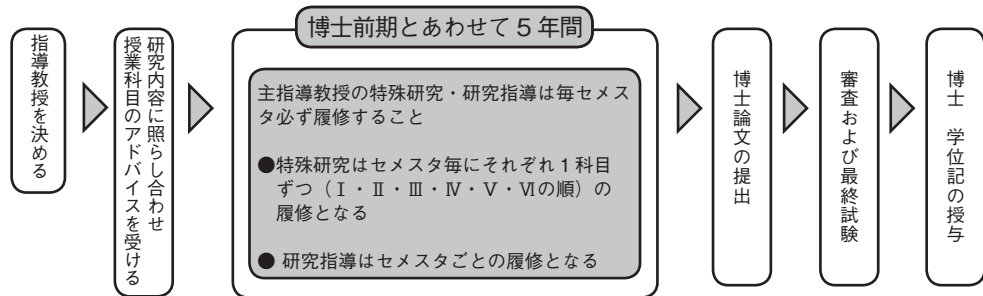 指導教授を決める
研究内容に照らし合わせ
授業科目のアドバイスを受ける
博士前期とあわせて5年間
主指導教授の特殊研究・研究指導は毎セメス
タ必ず履修すること
●特殊研究はセメスタ毎にそれぞれ1科目
ずつ（Ⅰ・Ⅱ・Ⅲ・Ⅳ・Ⅴ・Ⅵの順）の
履修となる
● 研究指導はセメスタごとの履修となる
博士論文の提出
審査および最終試験
博士　学位記の授与